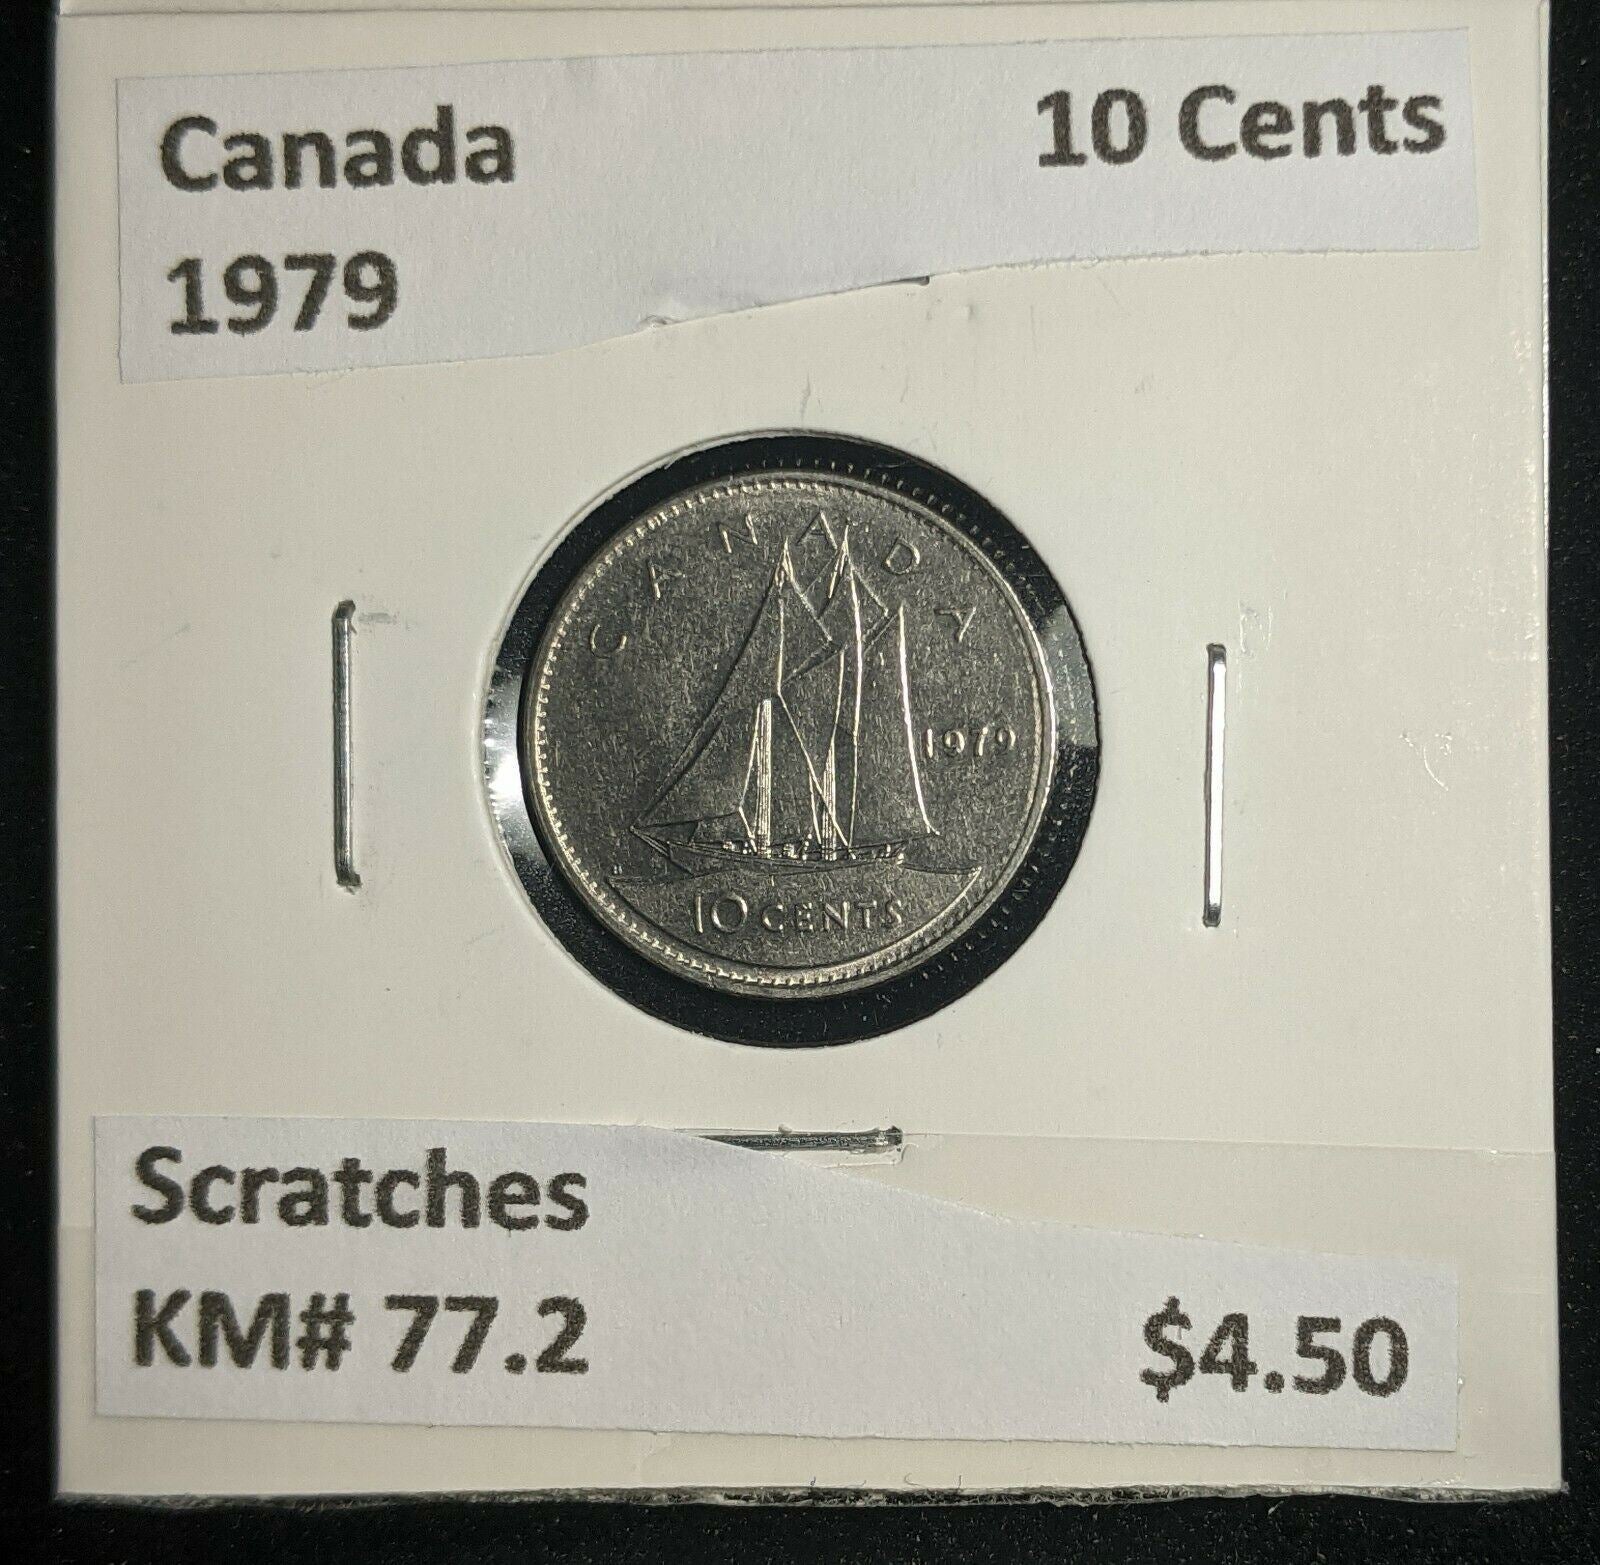 Canada 10 Cents
1979
CANADA
1979
H
10 CENTS
Scratches
KM# 77.2 $4.50